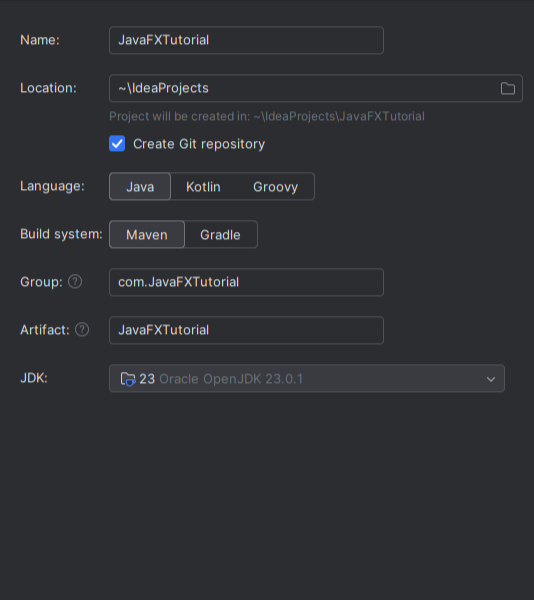 Name: JavaFXTutorial
Location: ~\IdeaProjects
Project will be created in: ~\IdeaProjects\JavaFXTutorial
Create Git repository
Language: Java Kotlin Groovy
Build system: Maven Gradle
Group: ? com.JavaFXTutorial
Artifact: ? JavaFXTutorial
JDK: 23 Oracle OpenJDK 23.0.1